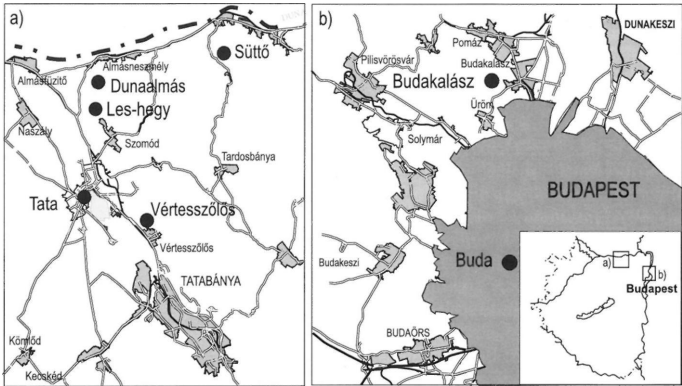 a)
Süttő
Almásneszmély
Almásfüzitő
Dunaalmás
Les-hegy
Naszály
Szomód
Tardosbánya
Tata
Vértesszőlős
Vértesszőlős
TATABÁNYA
Kömlőd
Kecskéd
b)
DUNAKESZI
Pomáz
Pilisvörösvár
Budakalász
Budakalász
Üröm
Solymár
BUDAPEST
Budakeszi
Buda
BUDAÖRS
a)
b)
Budapest